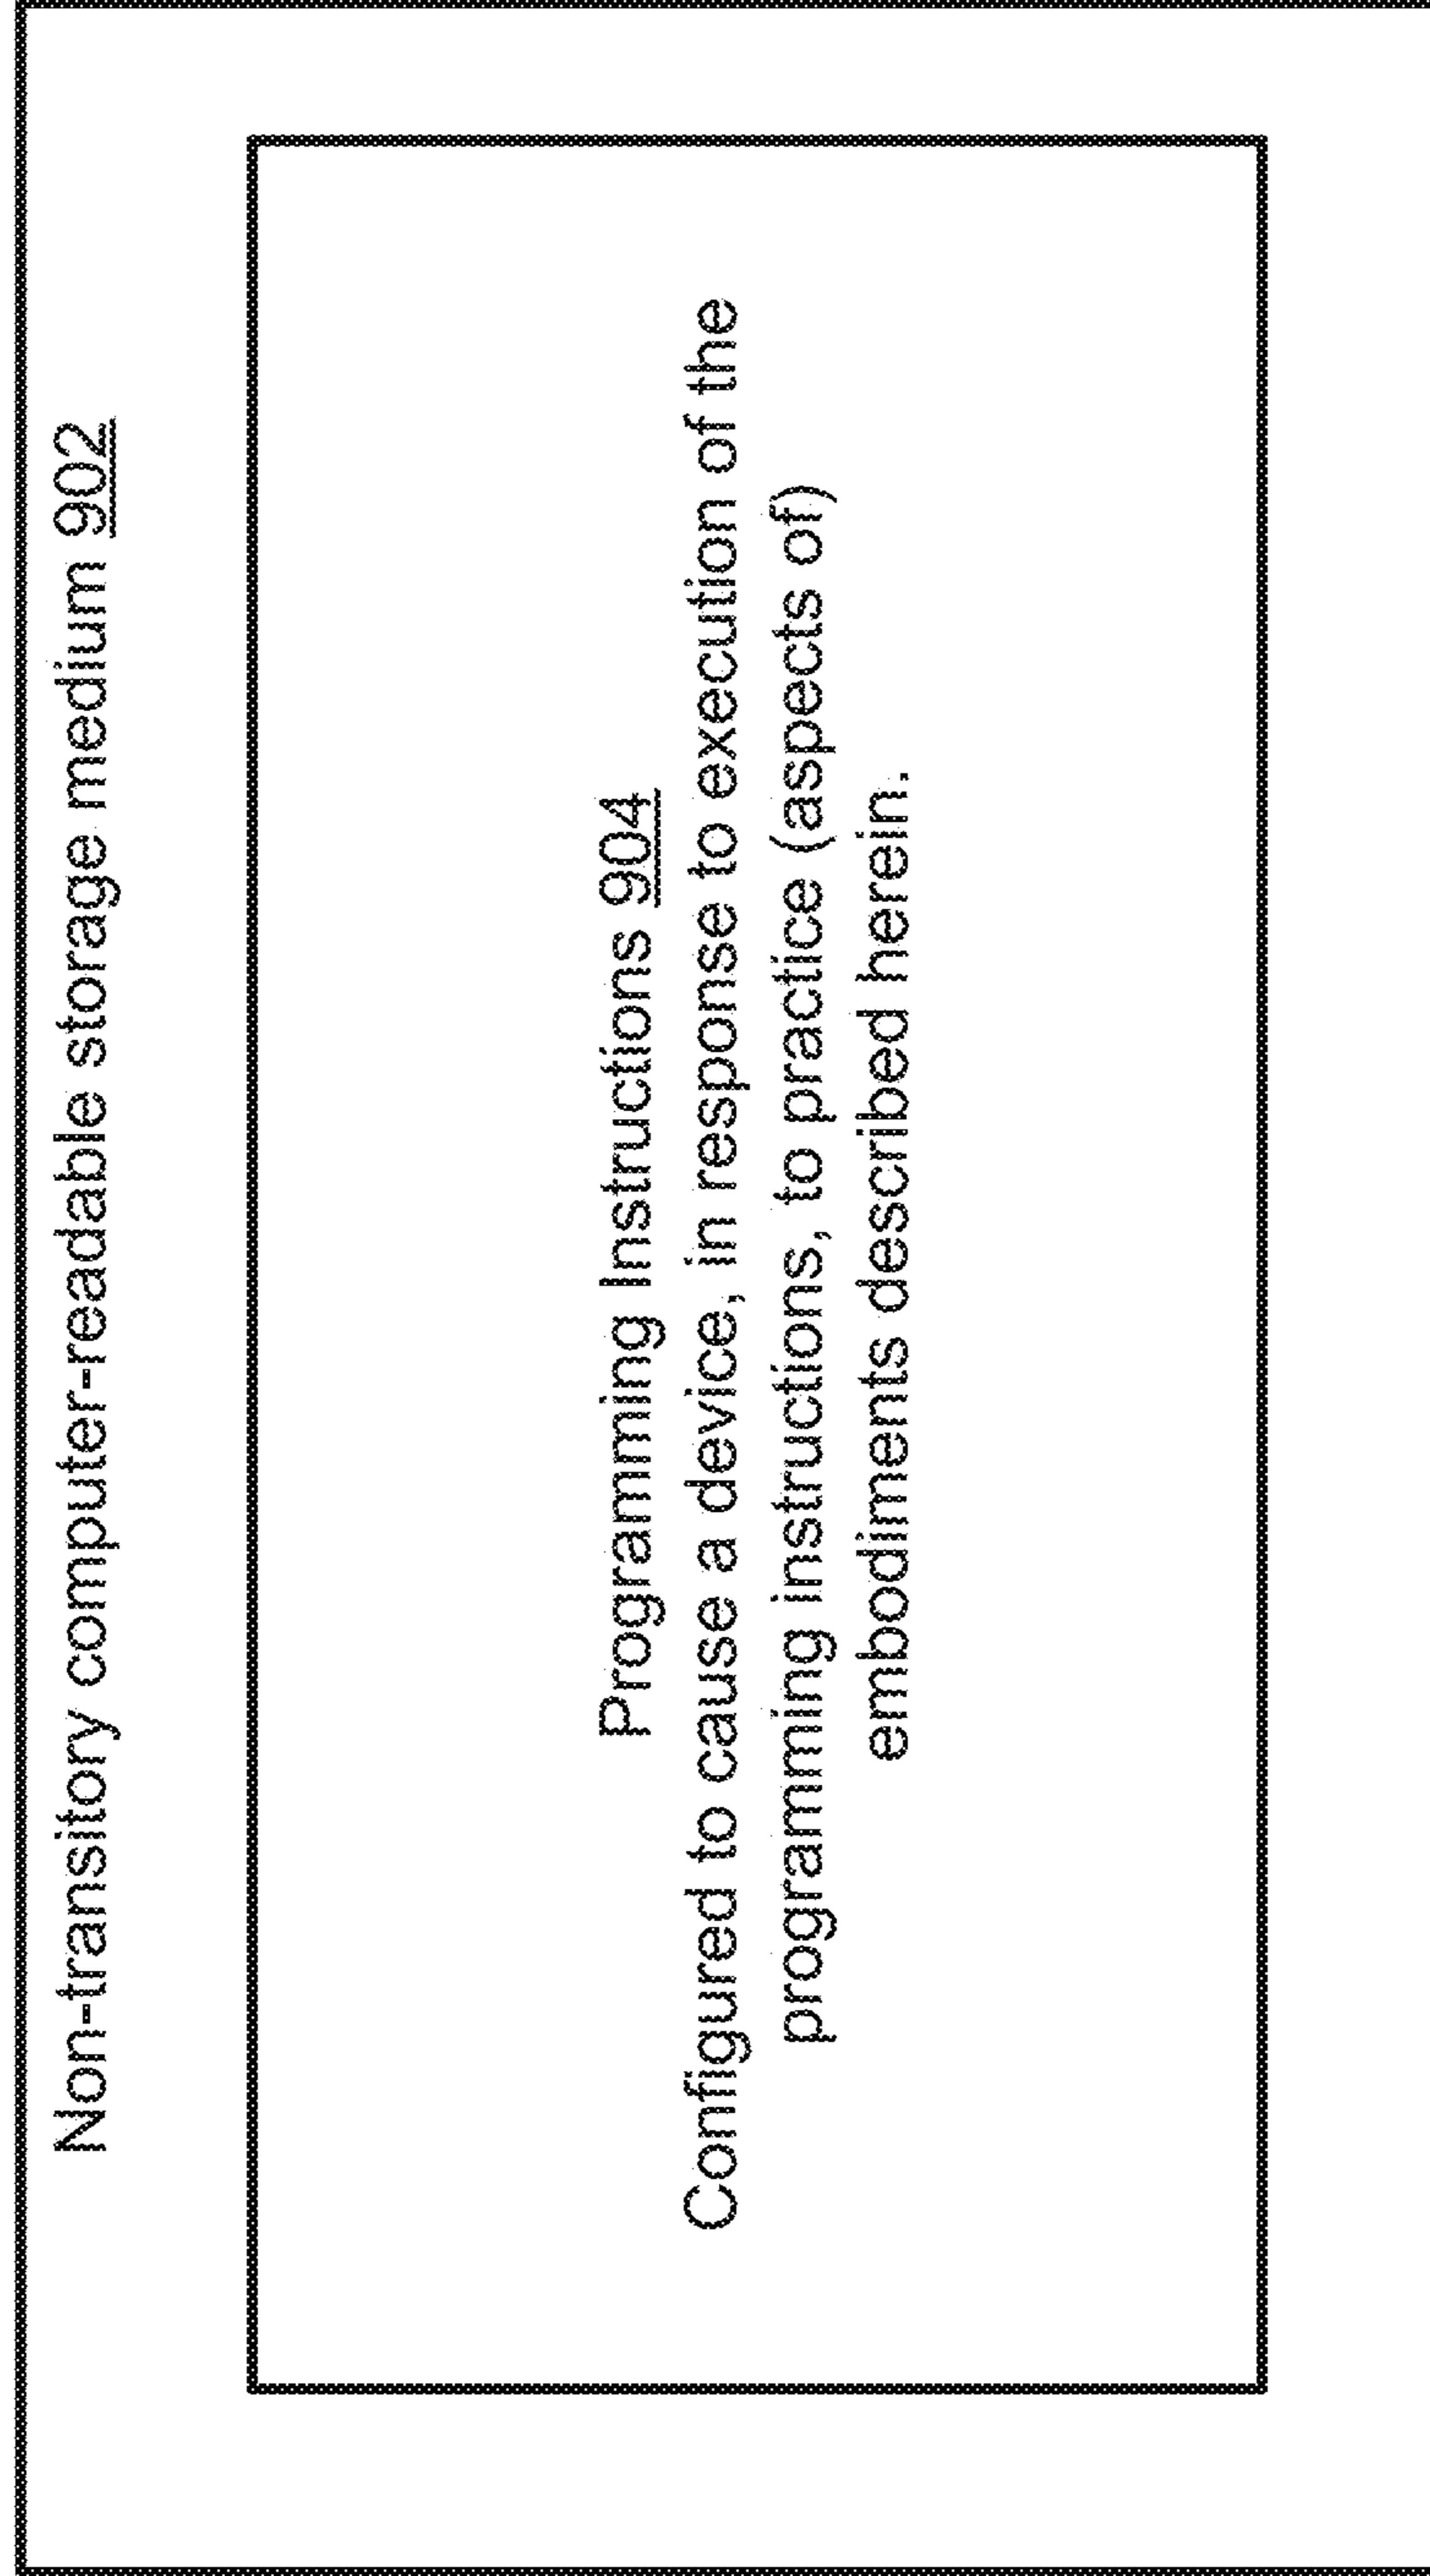 Non-transitory computer-readable storage medium 902
Programming Instructions 904
Configured to cause a device, in response to execution of the
programming instructions, to practice (aspects of)
embodiments described herein.